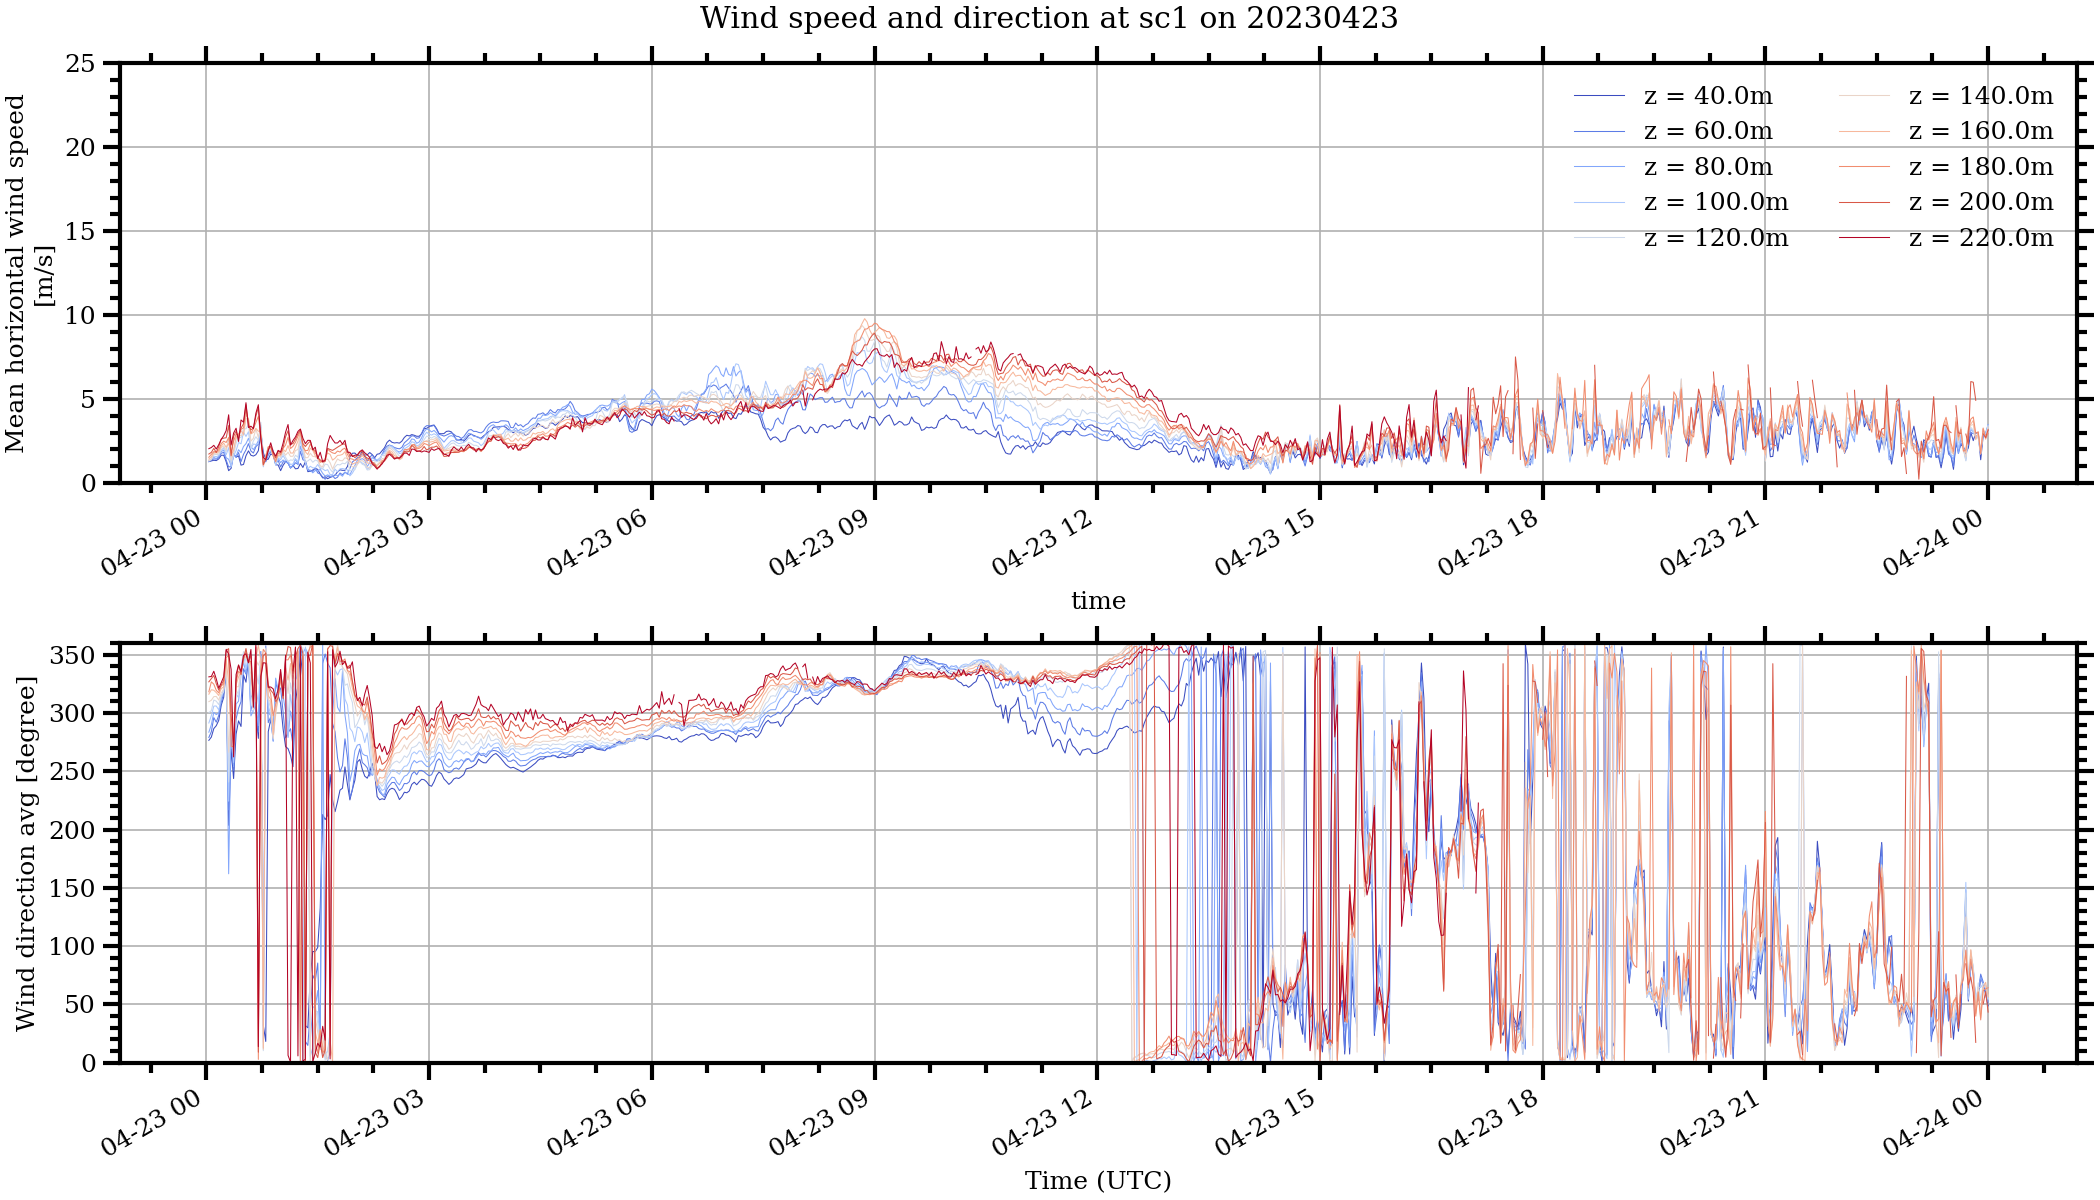 Wind speed and direction at sc1 on 20230423
Mean horizontal wind speed
[m/s]
25
20
15
10
5
0
z = 40.0m
z = 60.0m
z = 80.0m
z = 100.0m
z = 120.0m
z = 140.0m
z = 160.0m
z = 180.0m
z = 200.0m
z = 220.0m
04-23 00
04-23 03
04-23 06
04-23 09
04-23 12
04-23 15
04-23 18
04-23 21
04-24 00
time
Wind direction avg [degree]
350
300
250
200
150
100
50
0
04-23 00
04-23 03
04-23 06
04-23 09
04-23 12
04-23 15
04-23 18
04-23 21
04-24 00
Time (UTC)